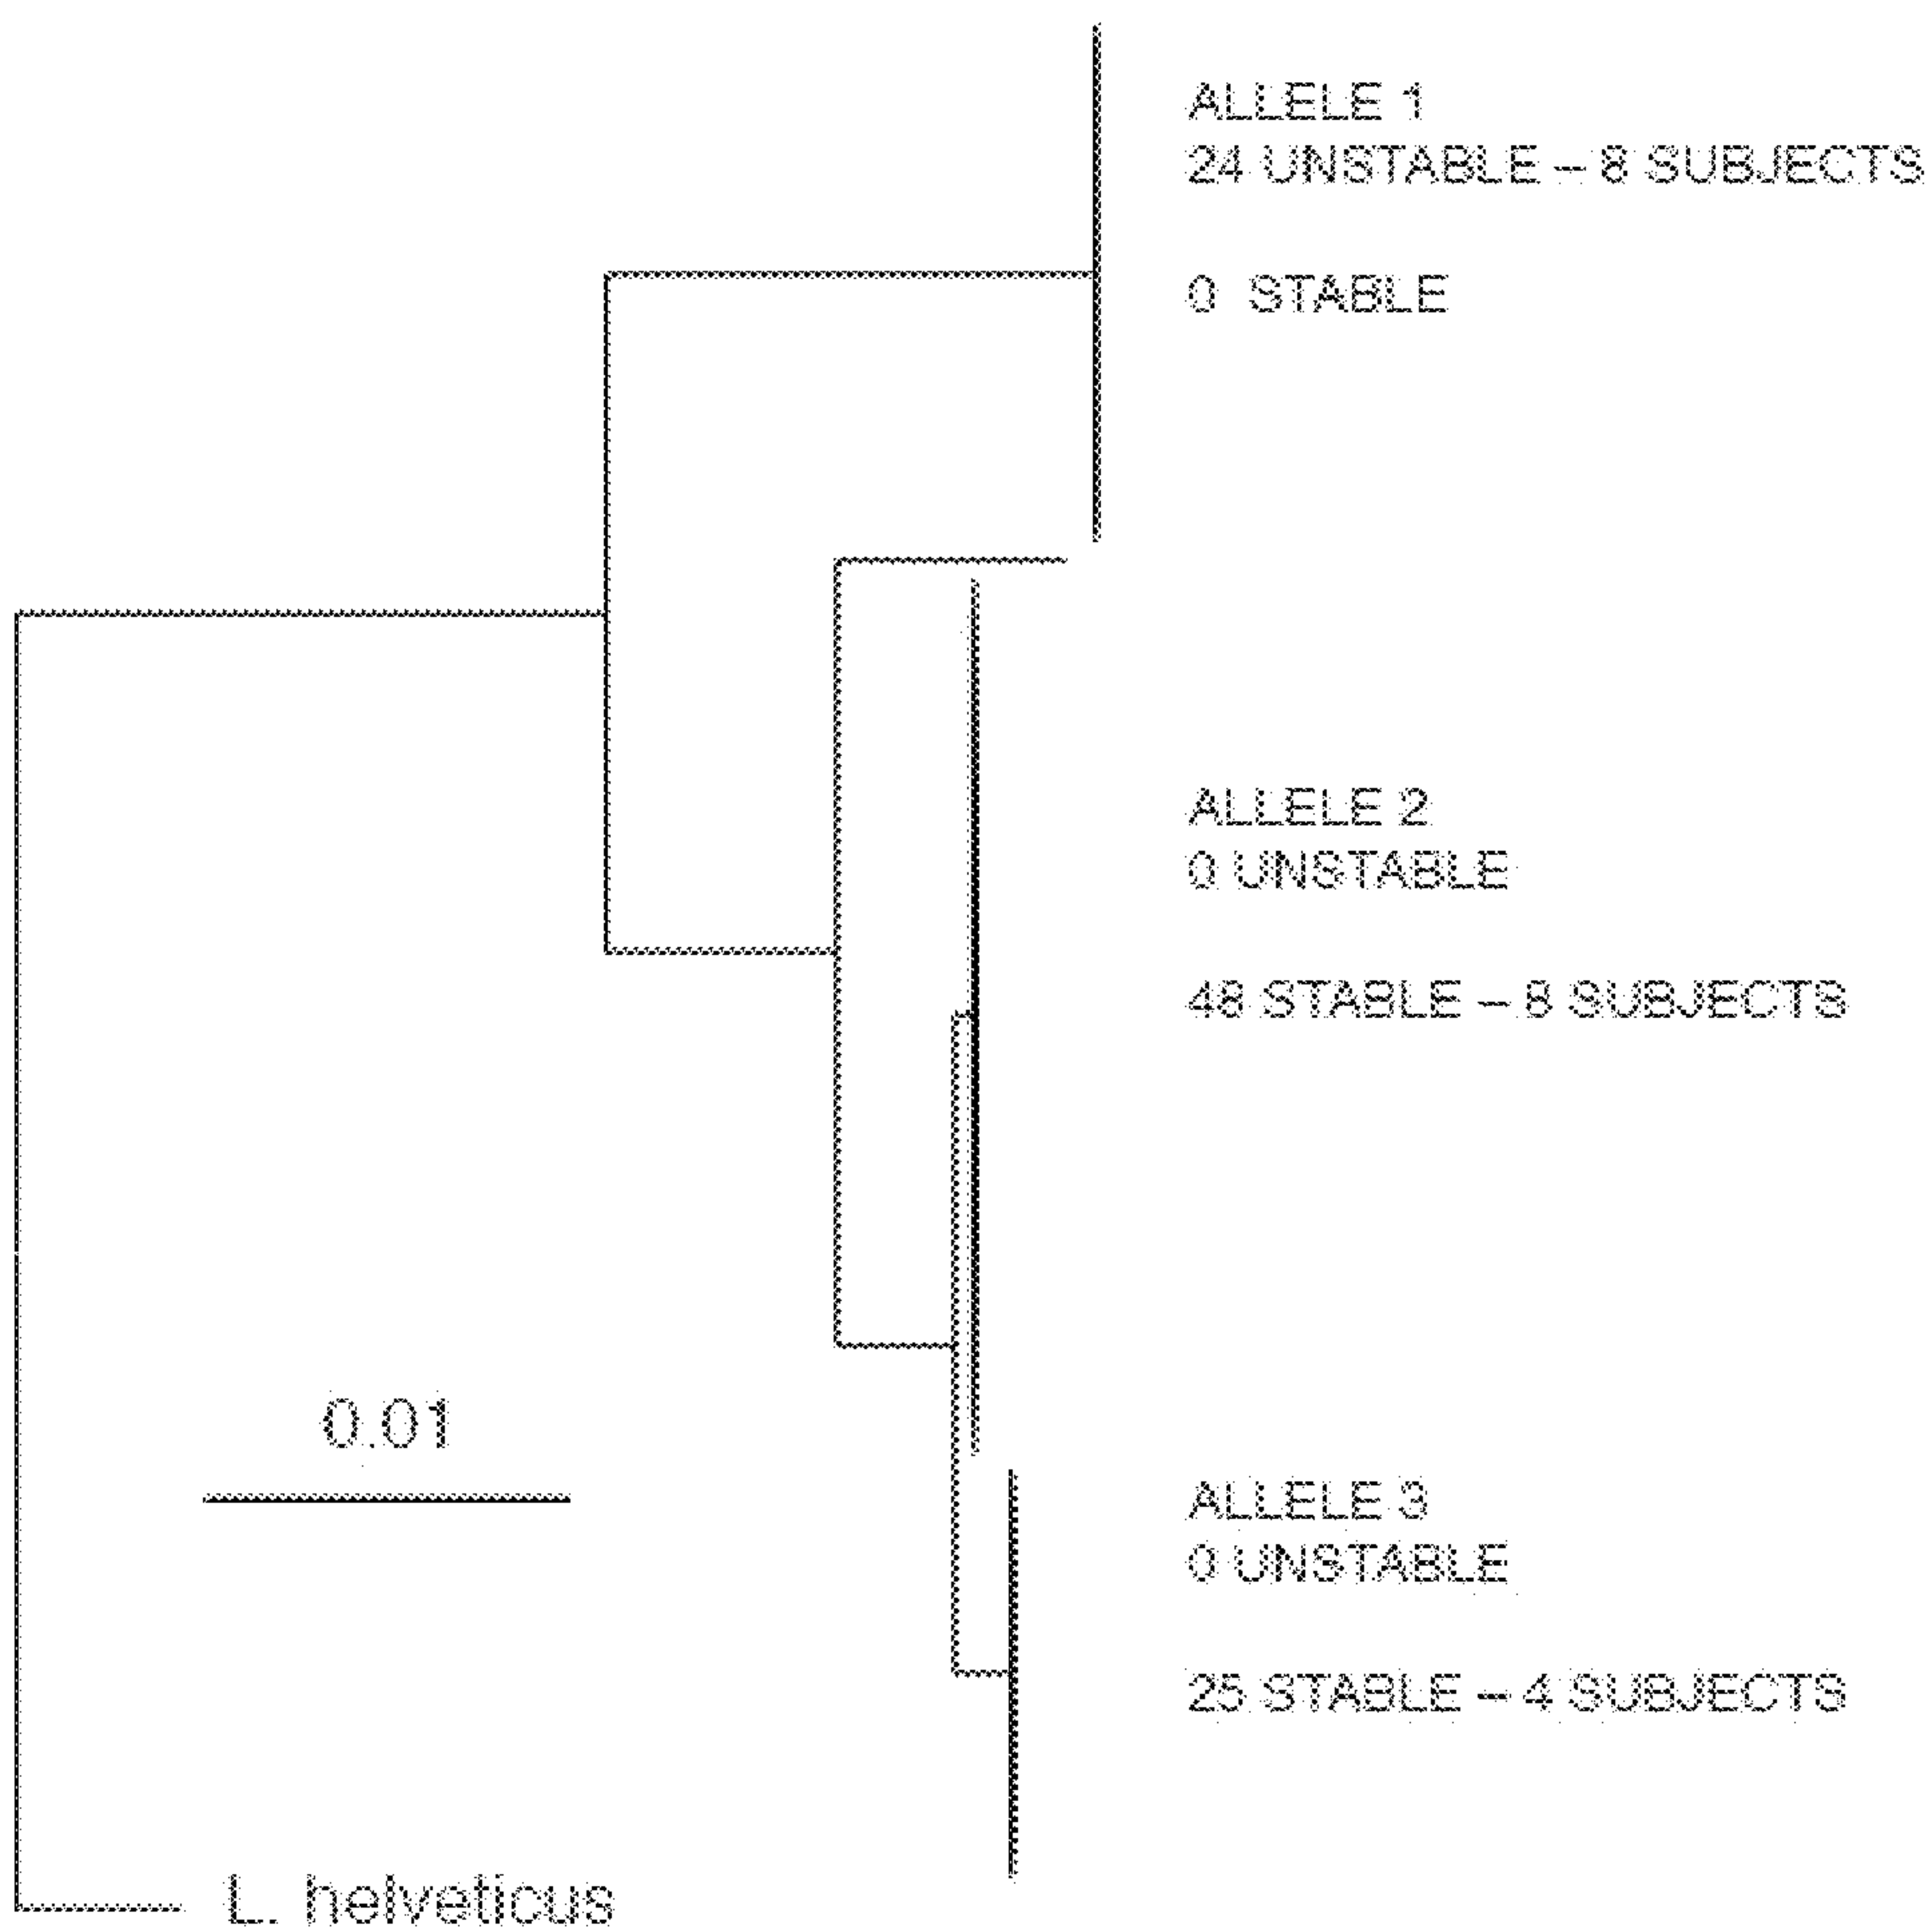 ALLELE 1
24 UNSTABLE – 8 SUBJECTS
0 STABLE
ALLELE 2
0 UNSTABLE
48 STABLE – 8 SUBJECTS
0.01
ALLELE 3
0 UNSTABLE
25 STABLE – 4 SUBJECTS
L. helveticus